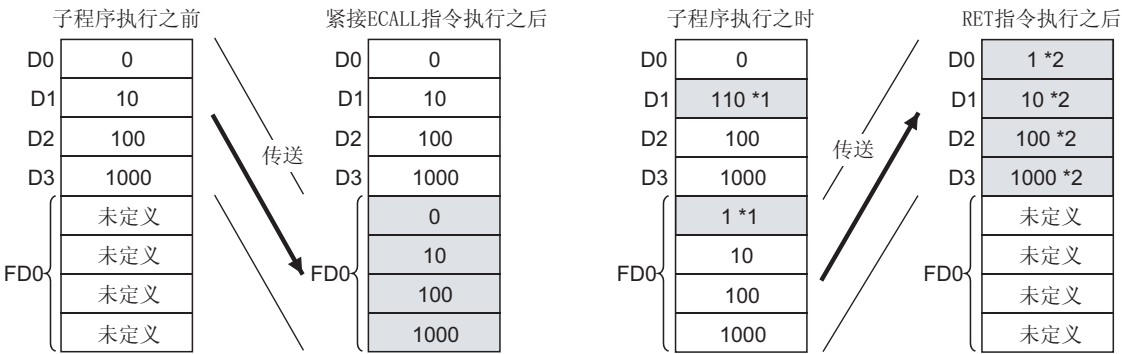 子程序执行之前
D0 0
D1 10
D2 100
D3 1000
FD0 未定义
未定义
未定义
未定义
传送
紧接ECALL指令执行之后
D0 0
D1 10
D2 100
D3 1000
FD0 0
10
100
1000
子程序执行之时
D0 0
D1 110 *1
D2 100
D3 1000
FD0 1 *1
10
100
1000
传送
RET指令执行之后
D0 1 *2
D1 10 *2
D2 100 *2
D3 1000 *2
FD0 未定义
未定义
未定义
未定义